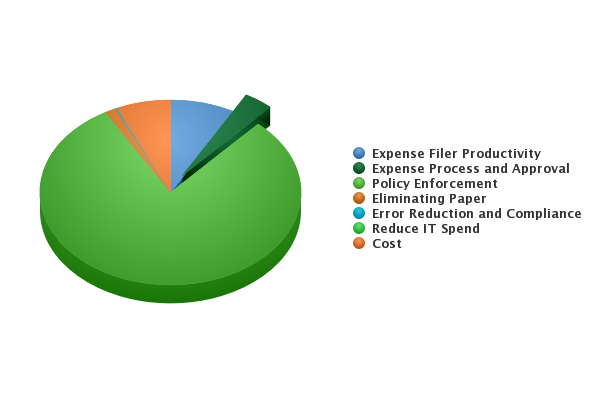 Expense Filer Productivity
Expense Process and Approval
Policy Enforcement
Eliminating Paper
Error Reduction and Compliance
Reduce IT Spend
Cost